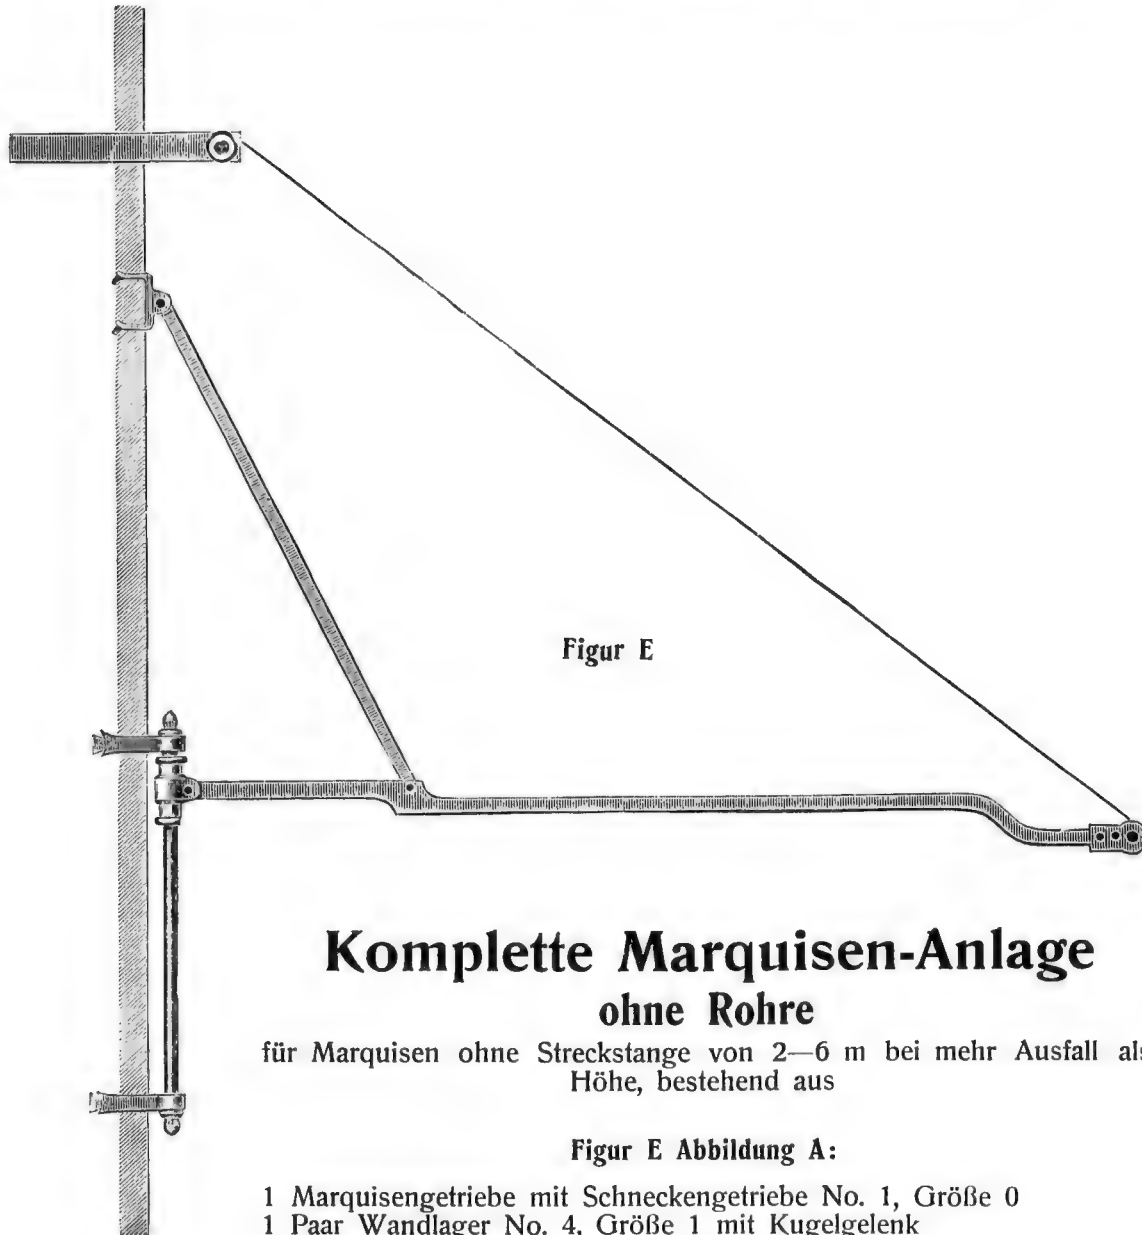 Figur E
Komplette Marquisen-Anlage
ohne Rohre
für Marquisen ohne Streckstange von 2—6 m bei mehr Ausfall als
Höhe, bestehend aus
Figur E Abbildung A:
1 Marquisengetriebe mit Schneckengetriebe No. 1, Größe 0
1 Paar Wandlager No. 4, Größe 1 mit Kugelgelenk